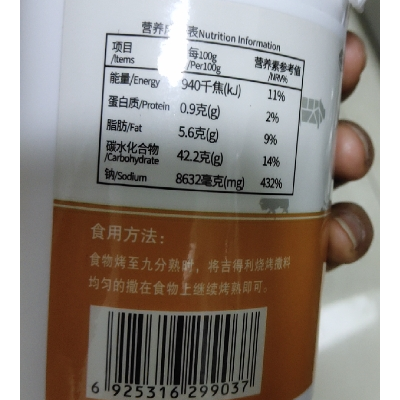 营养成分表Nutrition Information
项目 每100g 营养素参考值
/Items /Per100g /NRV%
能量/Energy 940千焦(kJ) 11%
蛋白质/Protein 0.9克(g) 2%
脂肪/Fat 5.6克(g) 9%
碳水化合物 42.2克(g) 14%
/Carbohydrate
钠/Sodium 8632毫克(mg) 432%
食用方法：
食物烤至九分熟时，将吉得利烧烤撒料
均匀的撒在食物上继续烤熟即可。
6 925316 299037